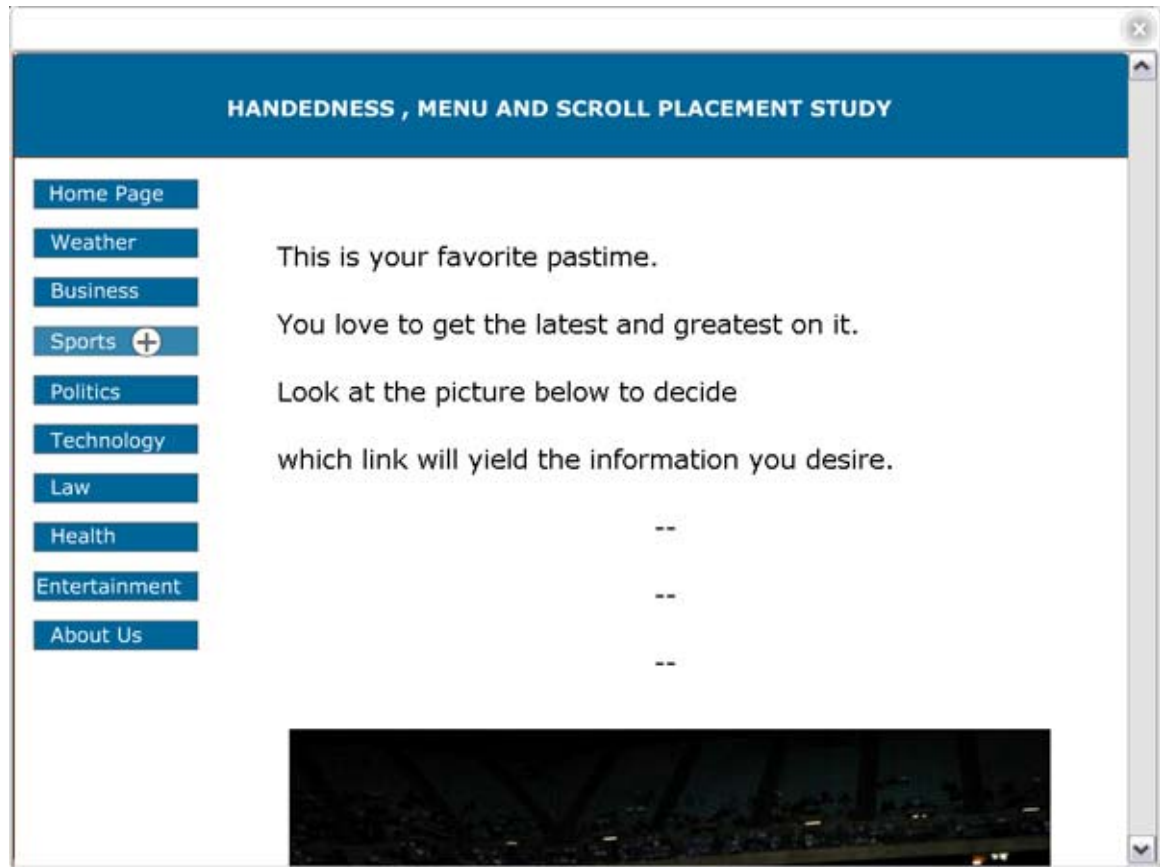 HANDEDNESS , MENU AND SCROLL PLACEMENT STUDY
Home Page
Weather
Business
Sports
Politics
Technology
Law
Health
Entertainment
About Us
This is your favorite pastime.
You love to get the latest and greatest on it.
Look at the picture below to decide
which link will yield the information you desire.
--
--
--